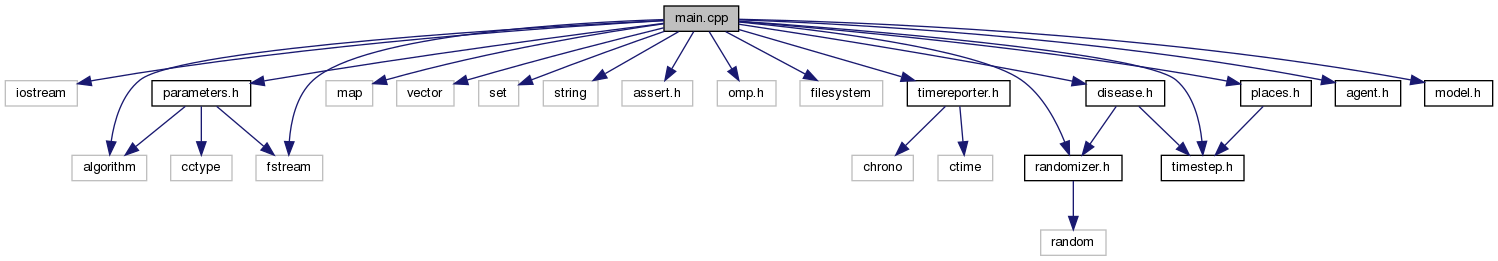 main.cpp
iostream
parameters.h
map
vector
set
string
assert.h
omp.h
filesystem
timereporter.h
disease.h
places.h
agent.h
model.h
algorithm
cctype
fstream
chrono
ctime
randomizer.h
timestep.h
random